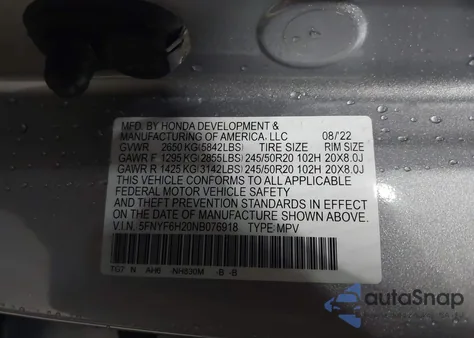 MFD. BY HONDA DEVELOPMENT &
MANUFACTURING OF AMERICA, LLC 08/'22
GVWR 2650 KG(5842LBS) TIRE SIZE RIM SIZE
GAWR F 1295 KG(2855LBS) 245/50R20 102H 20X8.0J
GAWR R 1425 KG(3142LBS) 245/50R20 102H 20X8.0J
THIS VEHICLE CONFORMS TO ALL APPLICABLE
FEDERAL MOTOR VEHICLE SAFETY
AND THEFT PREVENTION STANDARDS IN EFFECT
ON THE DATE OF MANUFACTURE SHOWN ABOVE.
V.I.N. 5FNYF6H20NB076918 TYPE: MPV
TG7 N AH6 -NH830M -B -B
autoSnap